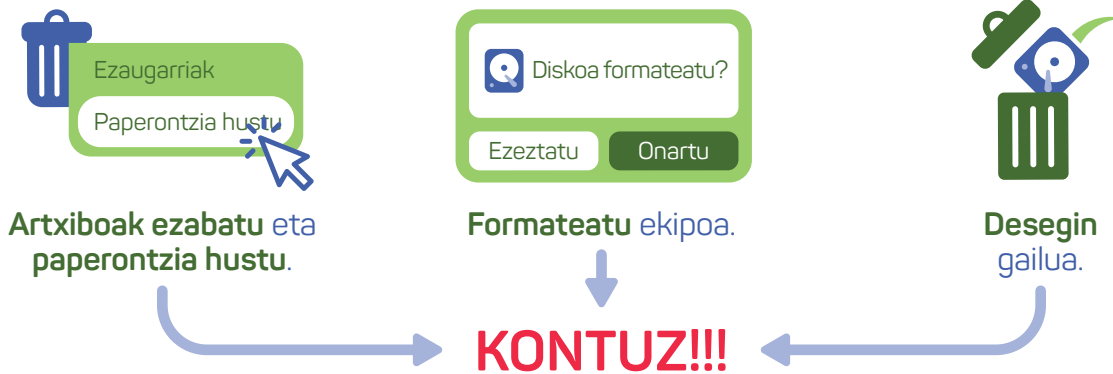 Ezaugarriak
Paperontzia hustu
Diskoa formateatu?
Ezeztatu
Onartu
Artxiboak ezabatu eta
paperontzia hustu.
Formateatu ekipoa.
Desegin
gailua.
KONTUZ!!!